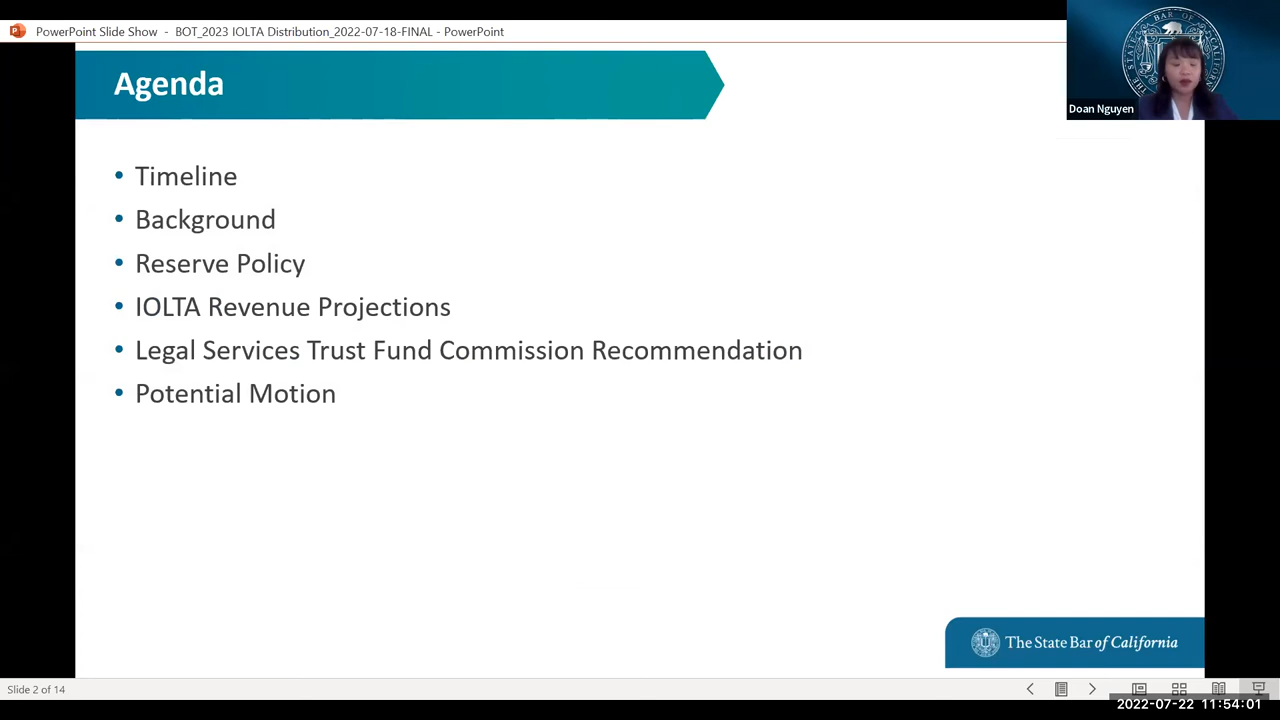 PowerPoint Slide Show - BOT_2023 IOLTA Distribution_2022-07-18-FINAL - PowerPoint
Agenda
Doan Nguyen
• Timeline
• Background
• Reserve Policy
• IOLTA Revenue Projections
• Legal Services Trust Fund Commission Recommendation
• Potential Motion
The State Bar of California
Slide 2 of 14
2022-07-22 11:54:01